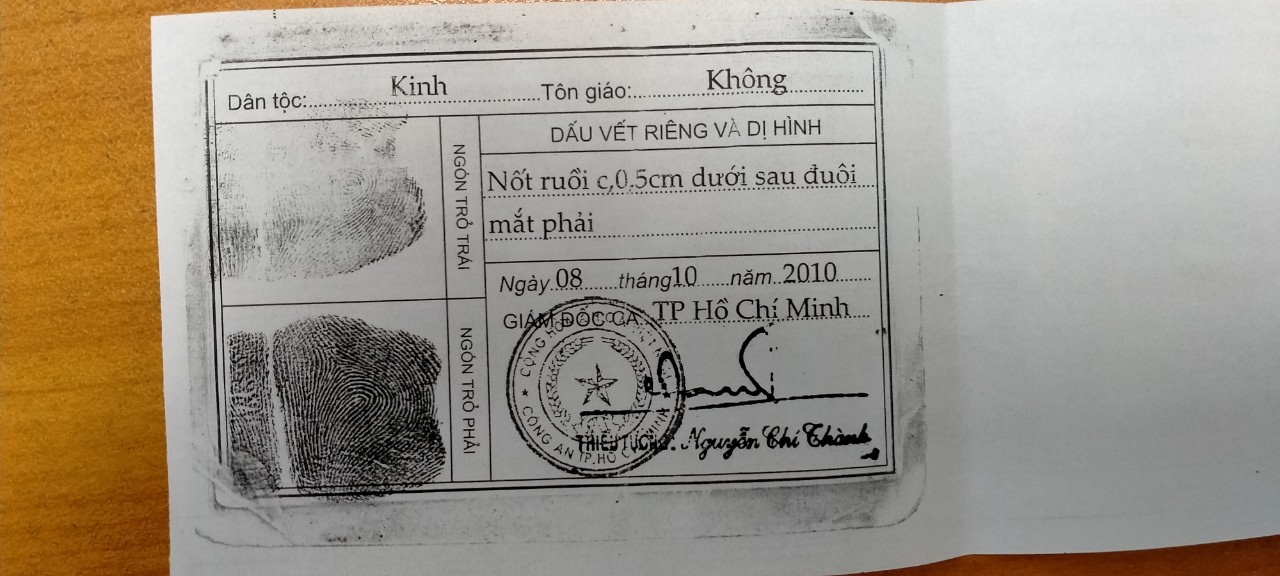 Dân tộc: Kinh Tôn giáo: Không
NGÓN TRỎ TRÁI
NGÓN TRỎ PHẢI
DẤU VẾT RIÊNG VÀ DỊ HÌNH
Nốt ruồi c,0.5cm dưới sau đuôi
mắt phải
Ngày 08 tháng 10 năm 2010
GIÁM ĐỐC CA TP Hồ Chí Minh
CÔNG AN TP. HỒ CHÍ MINH
THIẾU TƯỚNG: Nguyễn Chí Thành